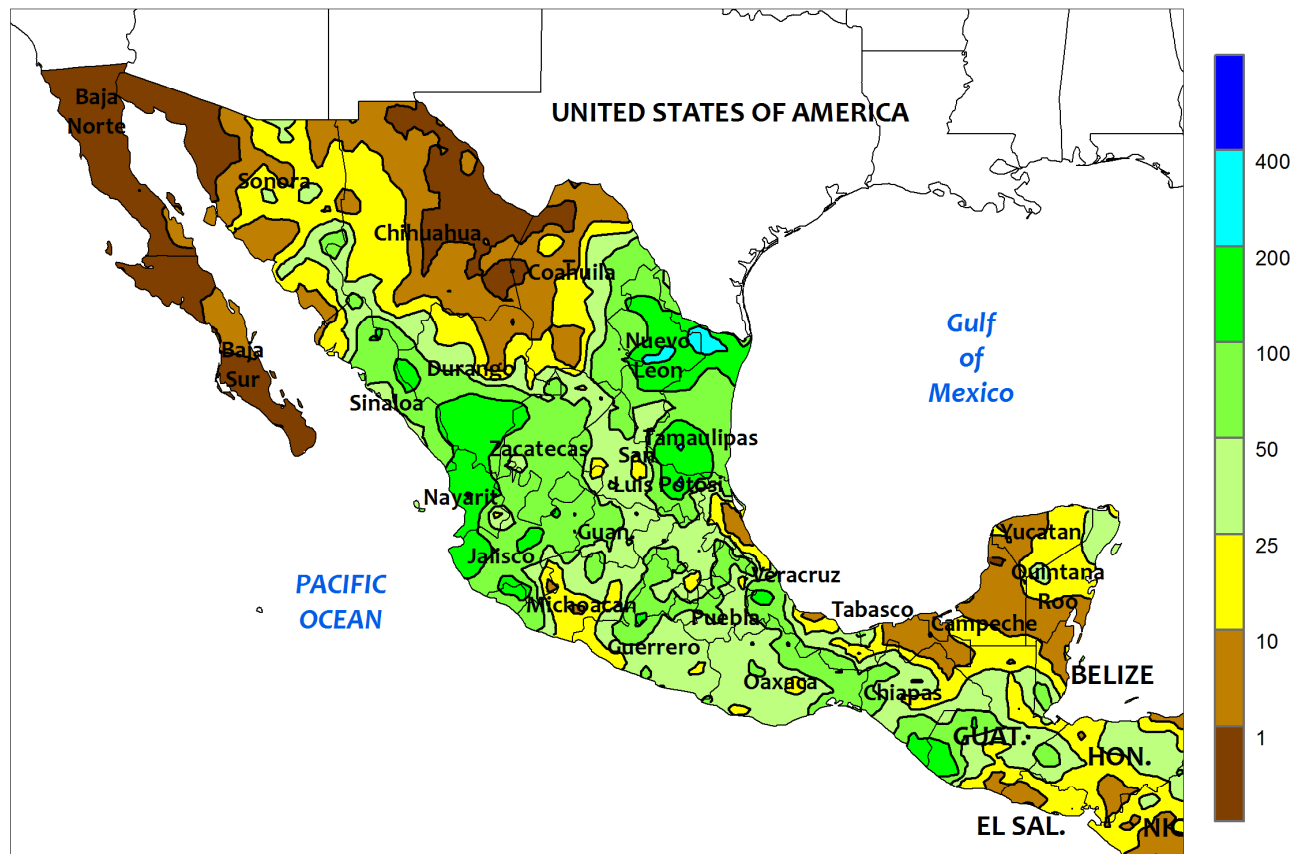 Baja
Norte
UNITED STATES OF AMERICA
400
Sonora
Chihuahua
200
Coahuila
Gulf
of
Mexico
Nuevo
Leon
100
Baja
Sur
Durango
Sinaloa
Tamaulipas
Zacatecas
San
Luis Potosi
50
Nayarit
Guan.
Yucatan
25
Jalisco
Quintana
Roo
PACIFIC
OCEAN
Veracruz
Michoacan
Tabasco
Puebla
Campeche
10
Guerrero
BELIZE
Oaxaca
Chiapas
GUAT.
1
HON.
EL SAL.
NIC